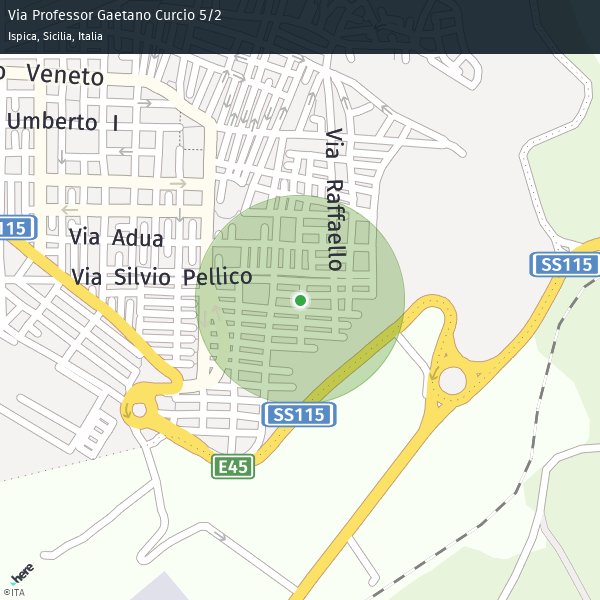 Via Professor Gaetano Curcio 5/2
Ispica, Sicilia, Italia
o Veneto
Umberto I
Via Raffaello
115
Via Adua
SS115
Via Silvio Pellico
SS115
E45
here
©ITA